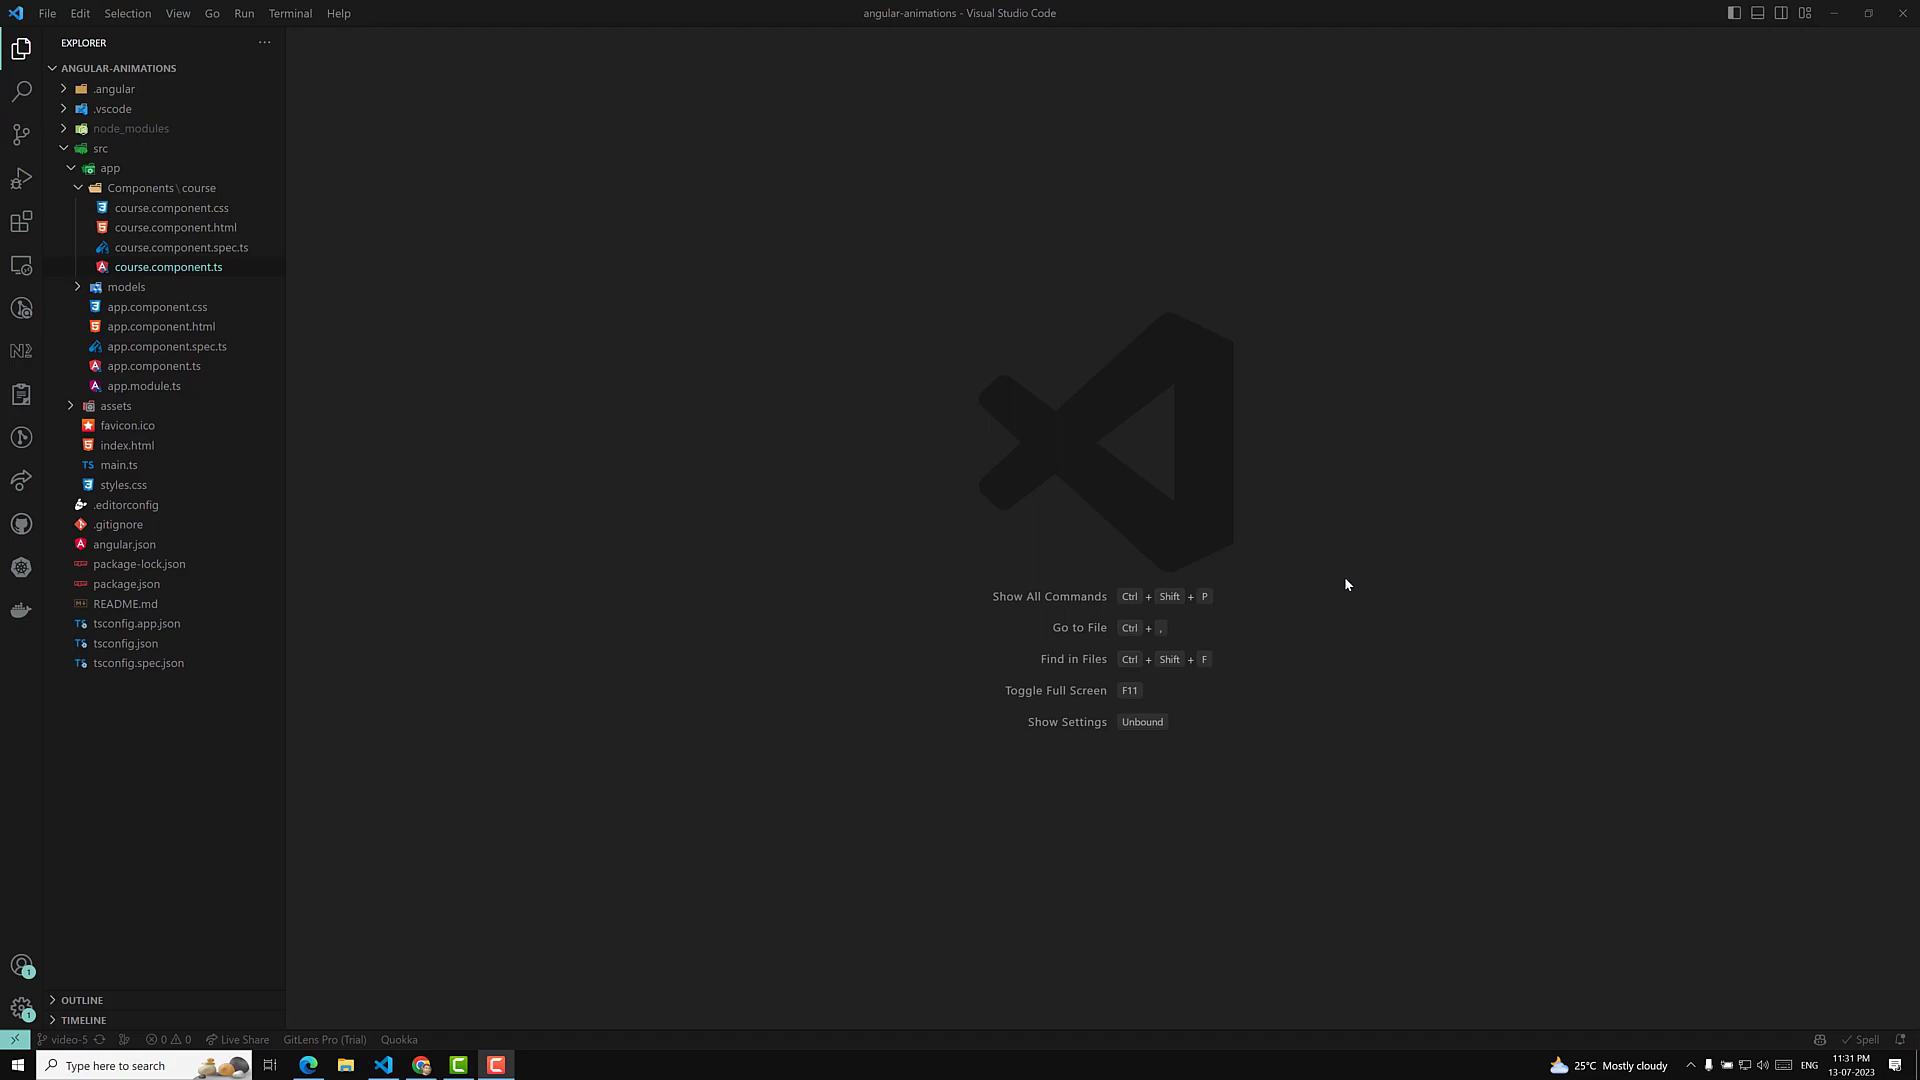 File Edit Selection View Go Run Terminal Help
angular-animations - Visual Studio Code
EXPLORER
ANGULAR-ANIMATIONS
.angular
.vscode
node_modules
src
app
Components\course
course.component.css
course.component.html
course.component.spec.ts
course.component.ts
models
app.component.css
app.component.html
app.component.spec.ts
app.component.ts
app.module.ts
assets
favicon.ico
index.html
TS main.ts
styles.css
.editorconfig
.gitignore
angular.json
package-lock.json
package.json
README.md
tsconfig.app.json
tsconfig.json
tsconfig.spec.json
Show All Commands Ctrl + Shift + P
Go to File Ctrl + ,
Find in Files Ctrl + Shift + F
Toggle Full Screen F11
Show Settings Unbound
1
1
OUTLINE
TIMELINE
video-5 0 0 Live Share GitLens Pro (Trial) Quokka
Spell
Type here to search
25°C Mostly cloudy
ENG
11:31 PM
13-07-2023